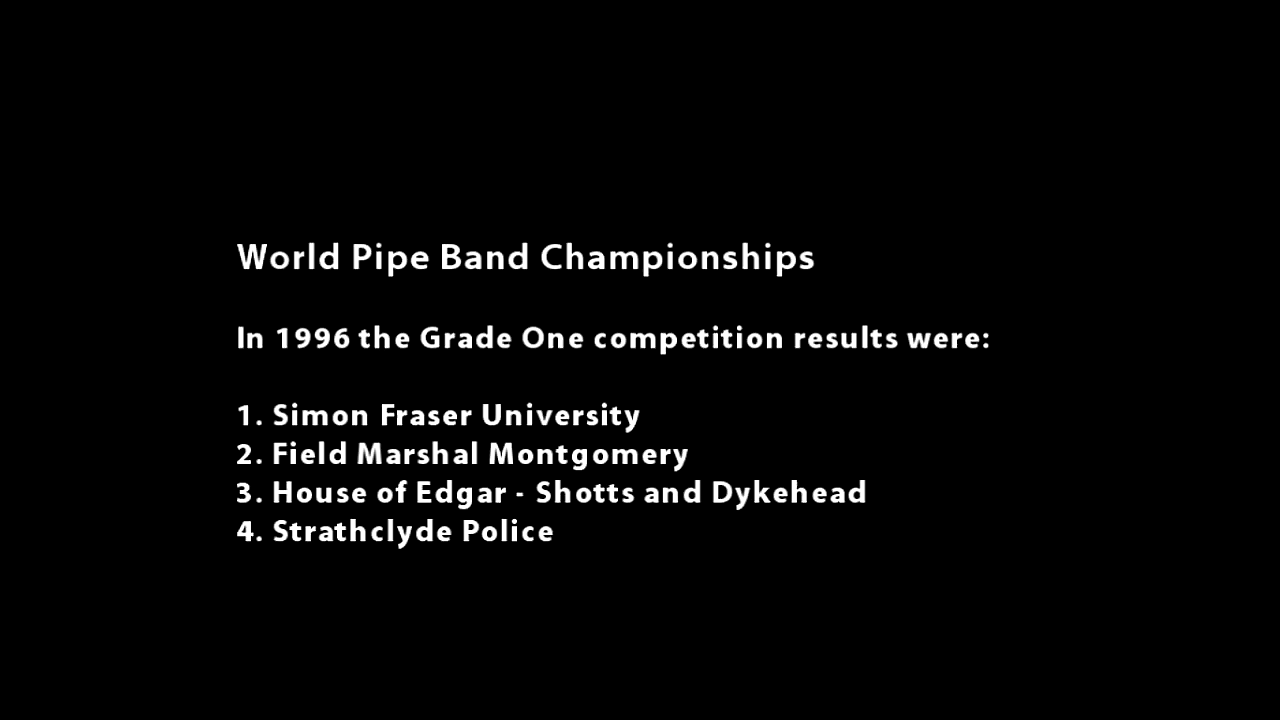 World Pipe Band Championships
In 1996 the Grade One competition results were:
1. Simon Fraser University
2. Field Marshal Montgomery
3. House of Edgar - Shotts and Dykehead
4. Strathclyde Police